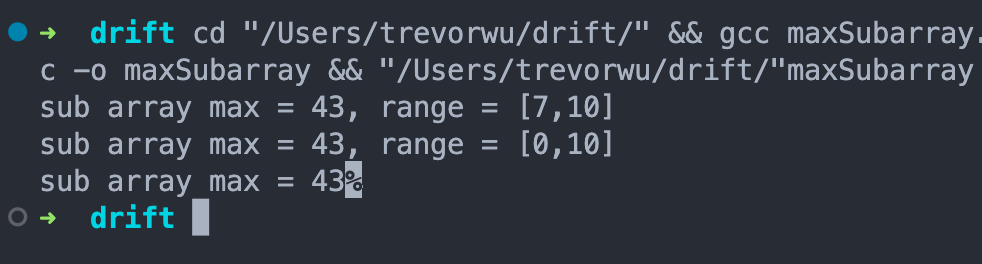 ➜  drift cd "/Users/trevorwu/drift/" && gcc maxSubarray.
c -o maxSubarray && "/Users/trevorwu/drift/"maxSubarray
sub array max = 43, range = [7,10]
sub array max = 43, range = [0,10]
sub array max = 43%
➜  drift